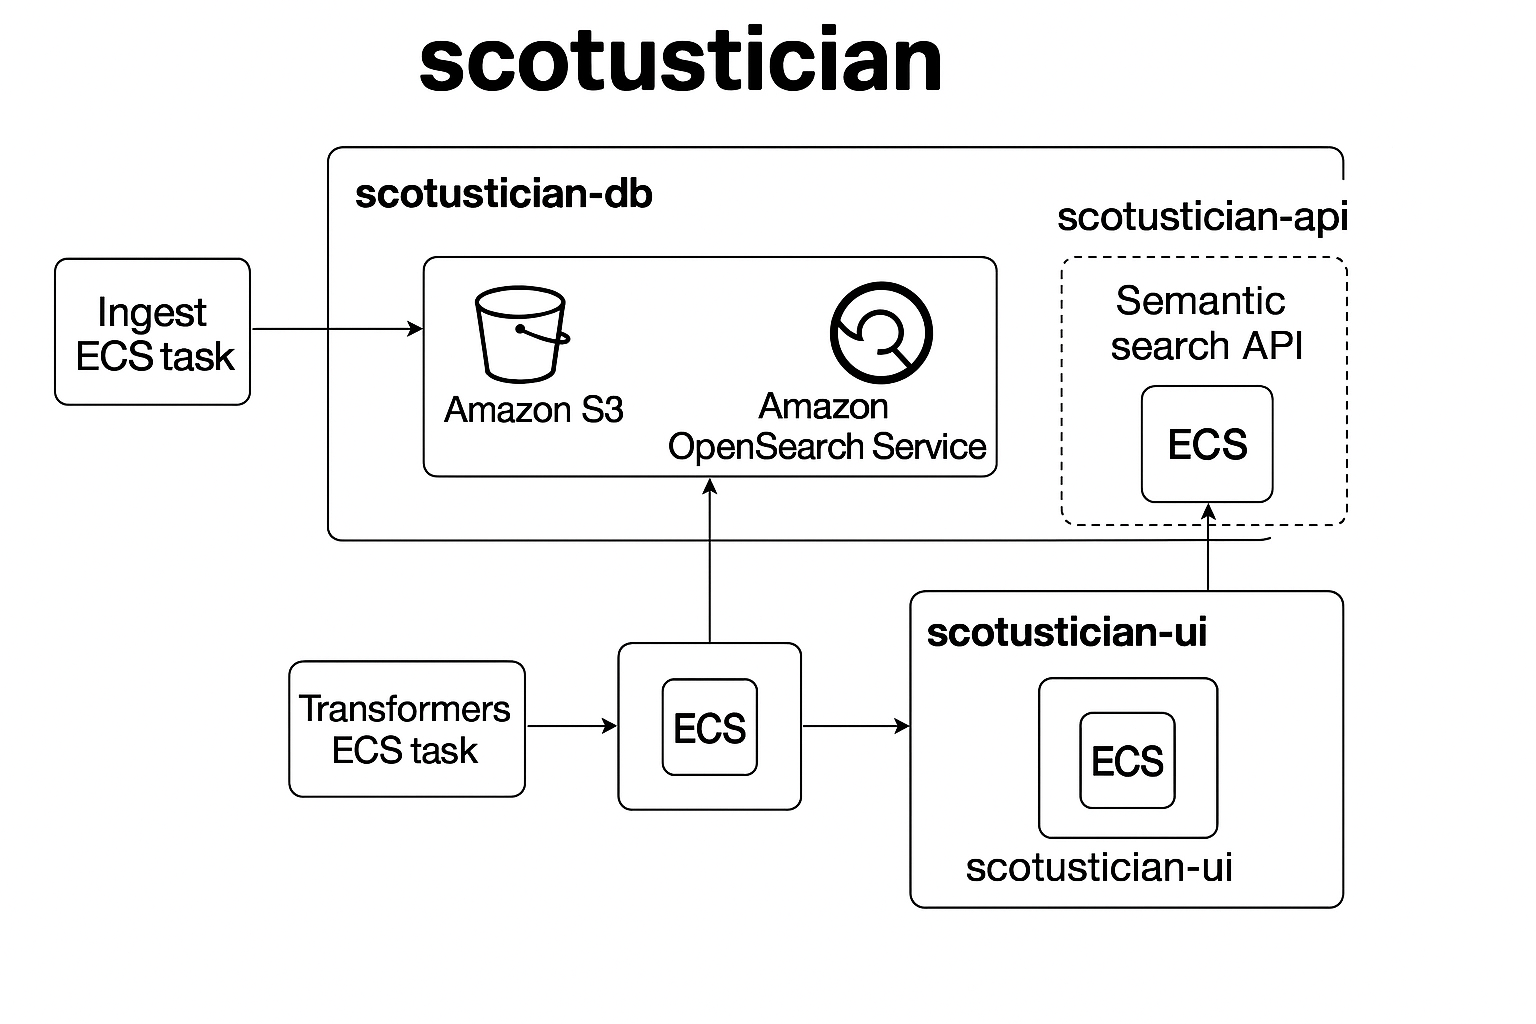 scotustician
scotustician-db
scotustician-api
Ingest
ECS task
Amazon S3
Amazon
OpenSearch Service
Semantic
search API
ECS
Transformers
ECS task
ECS
scotustician-ui
ECS
scotustician-ui